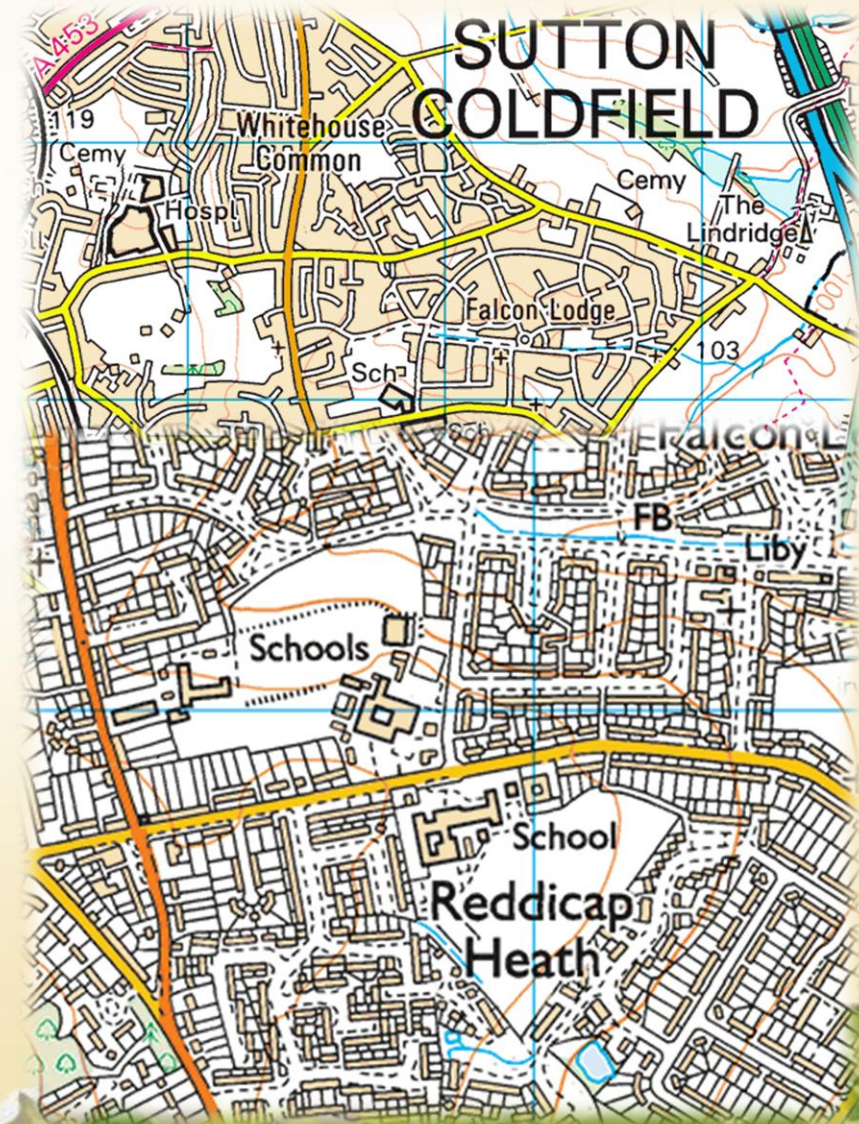 A453
SUTTON
COLDFIELD
119
Whitehouse
Common
Cemy
Hospl
Cemy
The
Lindridge
100
Falcon Lodge
103
Sch
Falcon L
FB
Liby
Schools
School
Reddicap
Heath